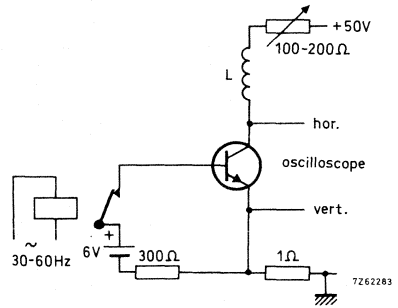 +50V
100-200Ω
L
hor.
oscilloscope
vert.
~
30-60Hz
+
6V
300Ω
1Ω
7Z62283